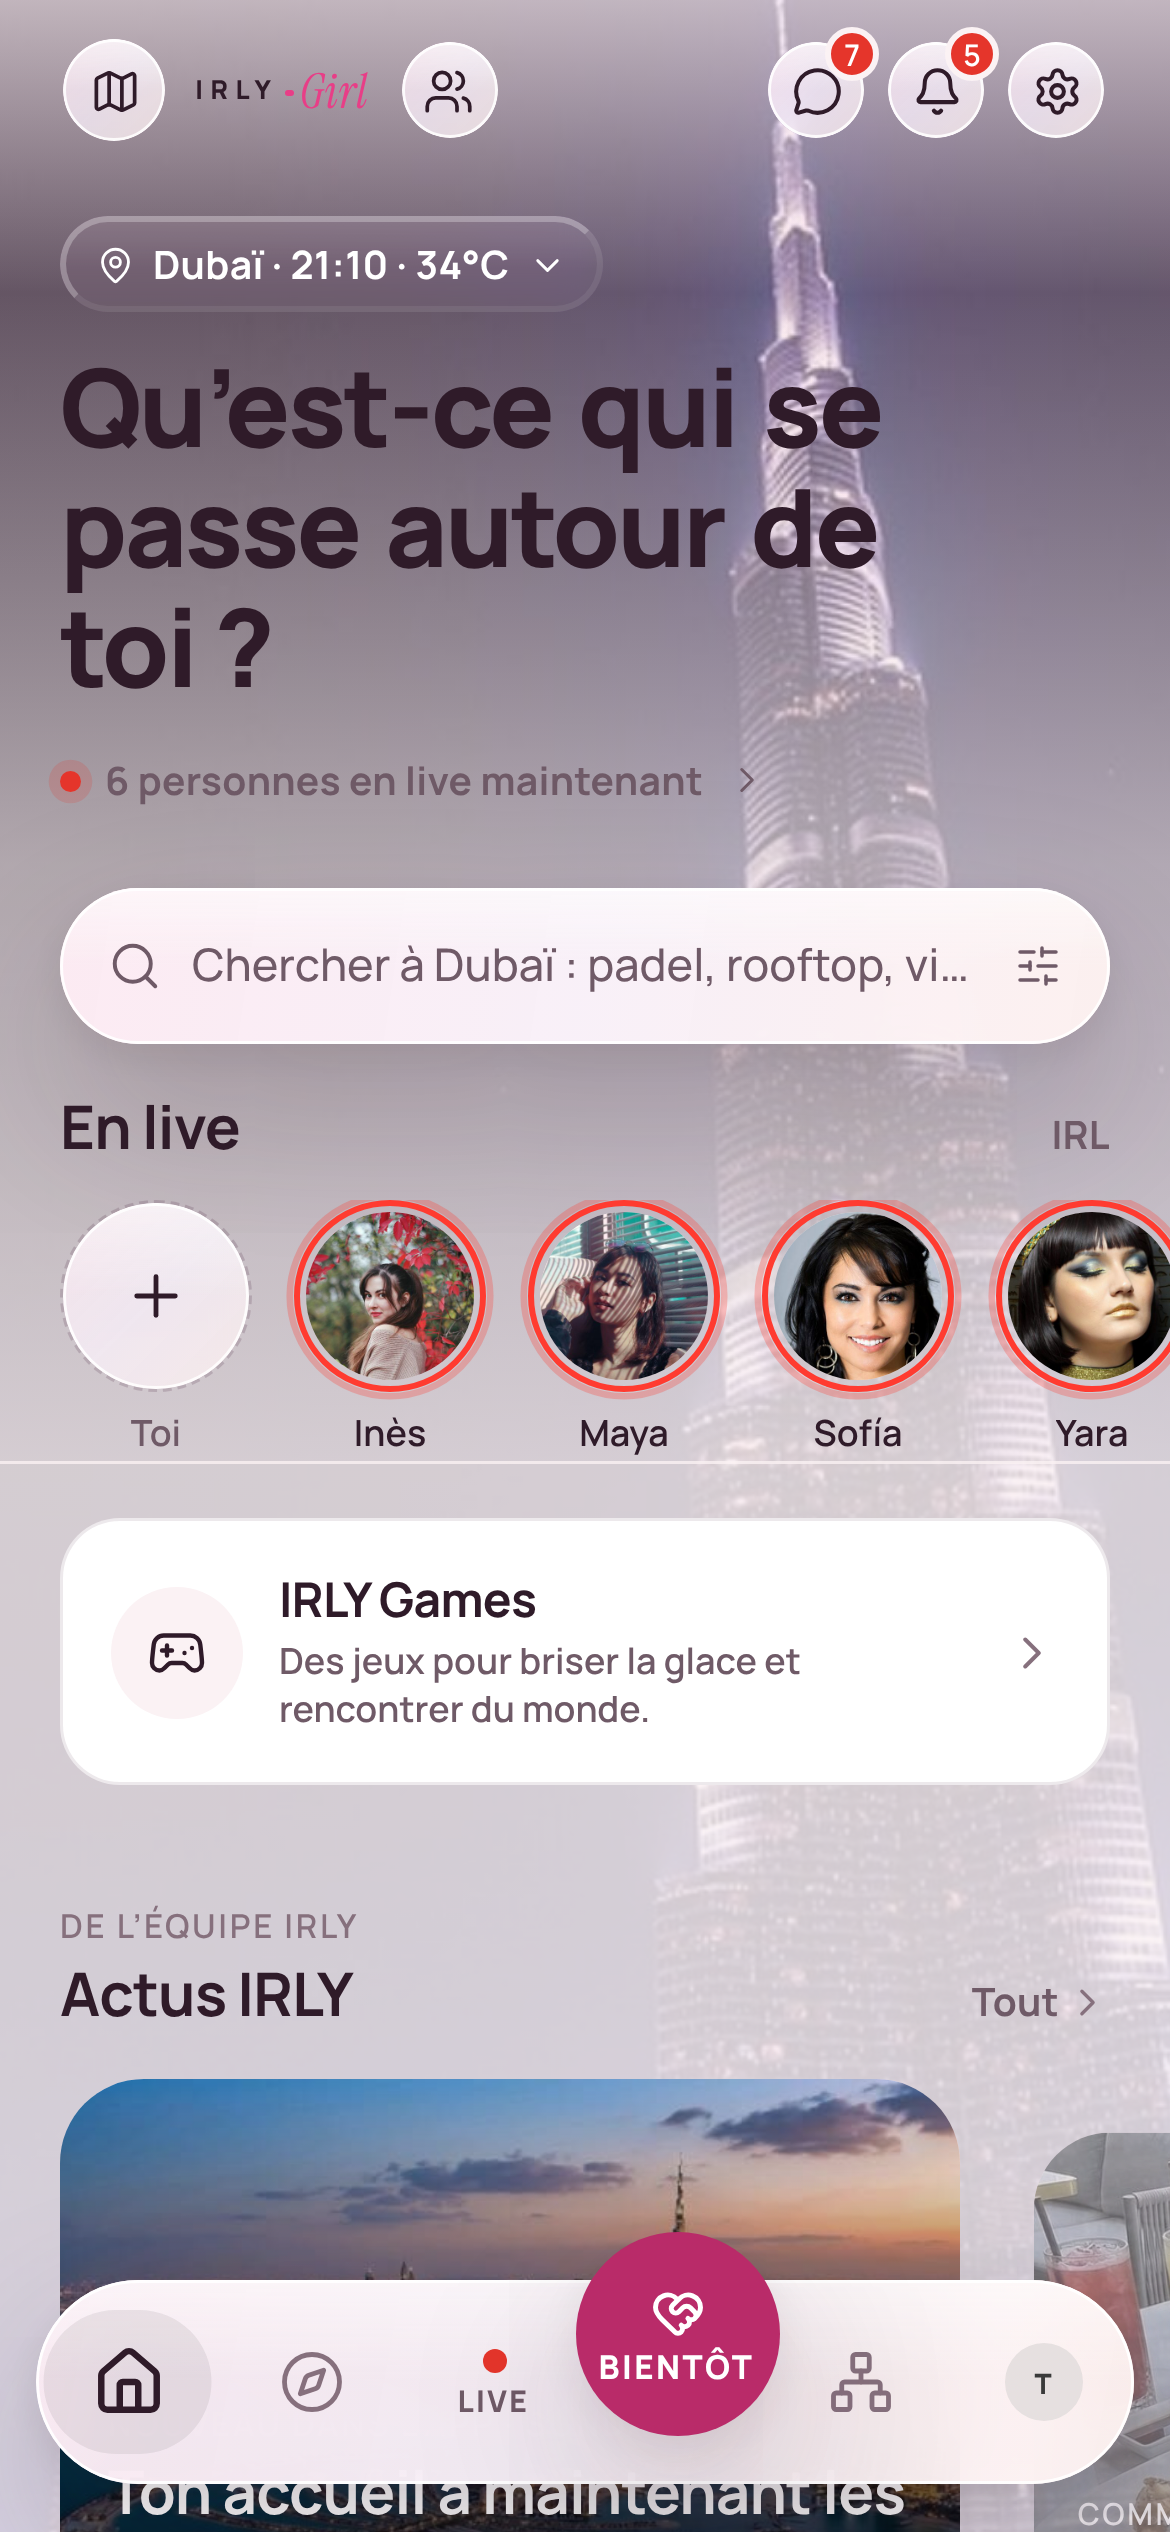 IRLY Girl
7
5
Dubaï · 21:10 · 34°C
Qu’est-ce qui se
passe autour de
toi ?
6 personnes en live maintenant
Chercher à Dubaï : padel, rooftop, vi...
En live
IRL
Toi
Inès
Maya
Sofía
Yara
IRLY Games
Des jeux pour briser la glace et
rencontrer du monde.
DE L’ÉQUIPE IRLY
Actus IRLY
Tout
LIVE
BIENTÔT
T
Ton accueil a maintenant les
COMM